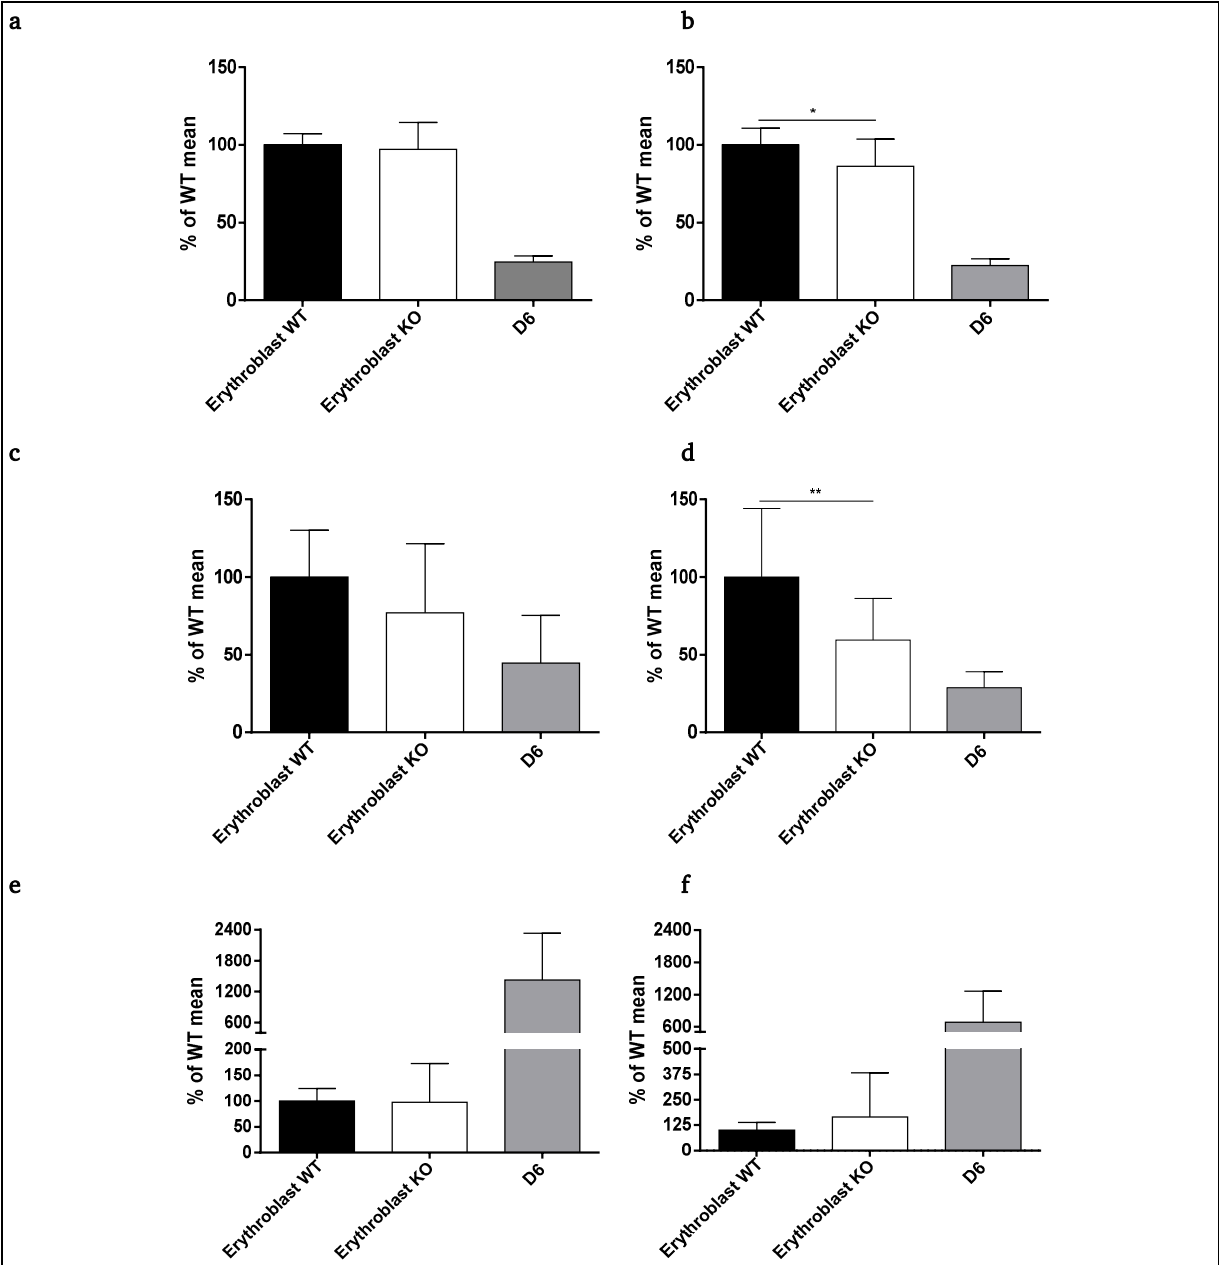 a
b
150
100
50
0
% of WT mean
Erythroblast WT
Erythroblast KO
D6
150
100
50
0
% of WT mean
*
Erythroblast WT
Erythroblast KO
D6
c
d
150
100
50
0
% of WT mean
Erythroblast WT
Erythroblast KO
D6
150
100
50
0
% of WT mean
**
Erythroblast WT
Erythroblast KO
D6
e
f
2400
1800
1200
600
200
150
100
50
0
% of WT mean
Erythroblast WT
Erythroblast KO
D6
2400
1800
1200
600
500
375
250
125
0
% of WT mean
Erythroblast WT
Erythroblast KO
D6